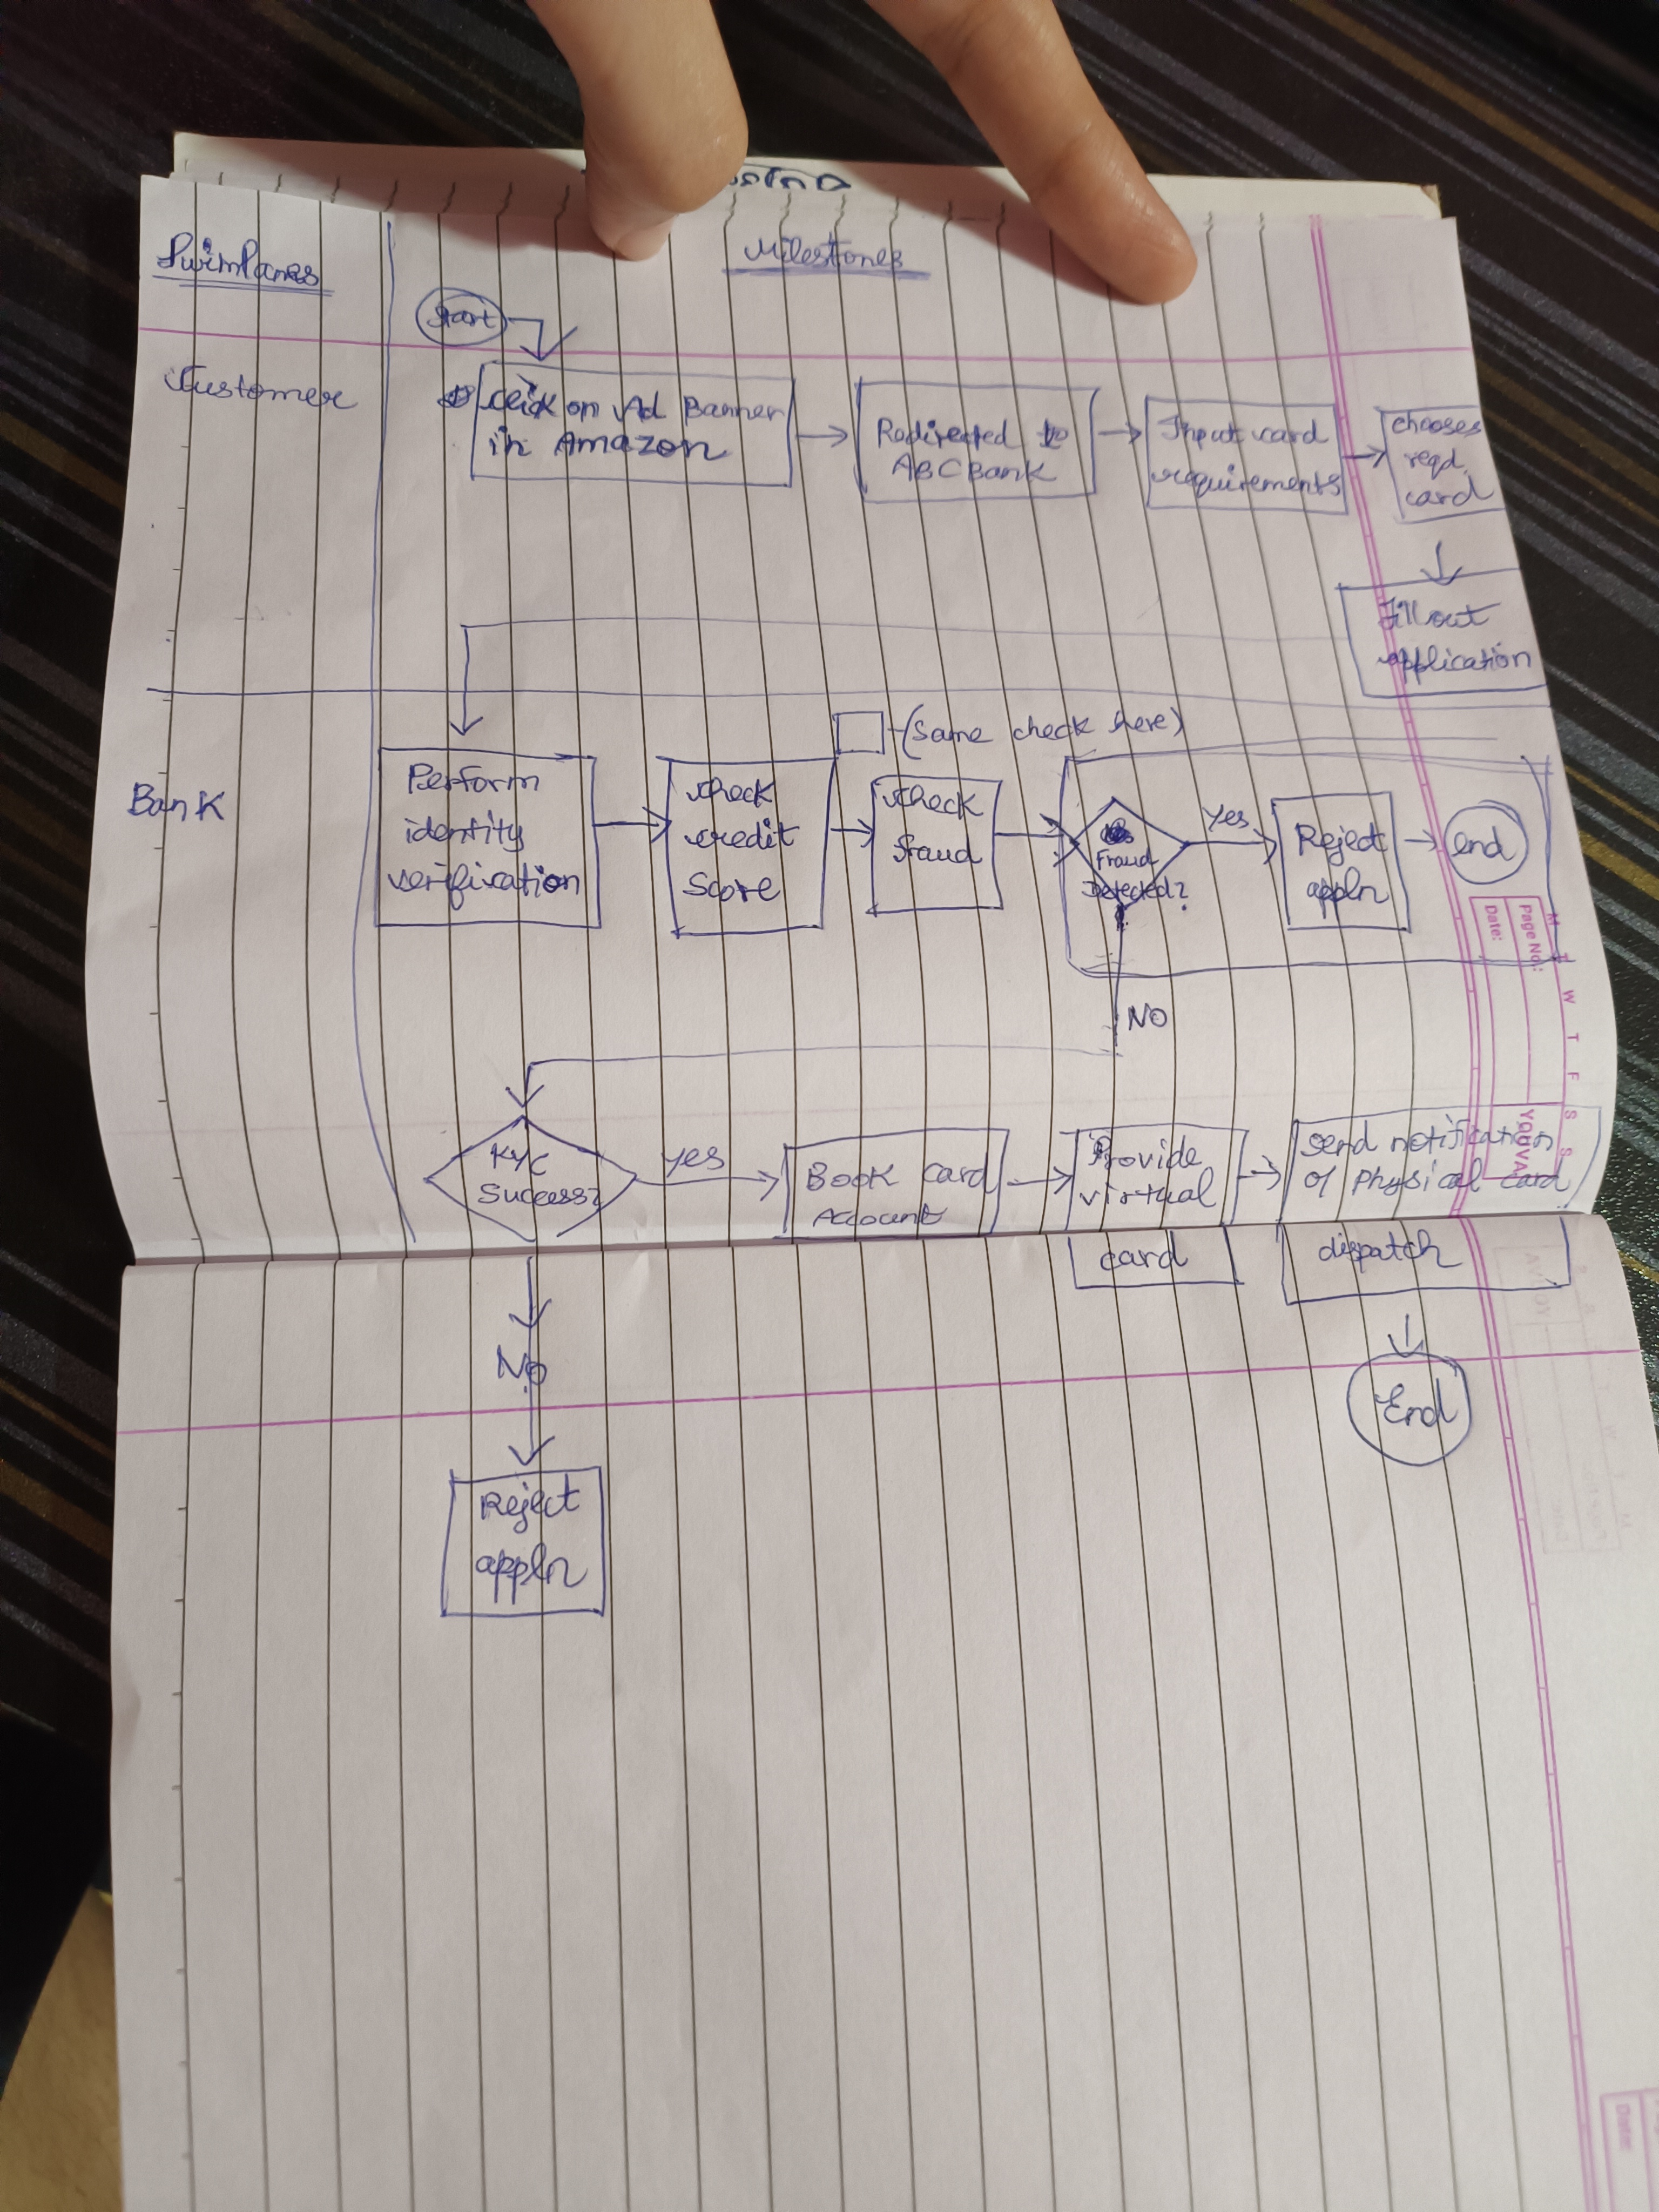 Swimlanes
Milestones
Start
Customer
Click on Ad Banner
in Amazon
Redirected to
ABC Bank
Input card
requirements
chooses
reqd.
card
Fill out
application
(Same check here)
Bank
Perform
identity
verification
check
credit
Score
check
fraud
Fraud
Detected?
Yes
Reject
appln
end
Page No.:
Date:
M T W T F S S
YOUVA
NO
KYC
Success?
YES
Book card
Account
Provide
virtual
card
Send notification
of physical card
dispatch
End
No
Reject
appln
Date: